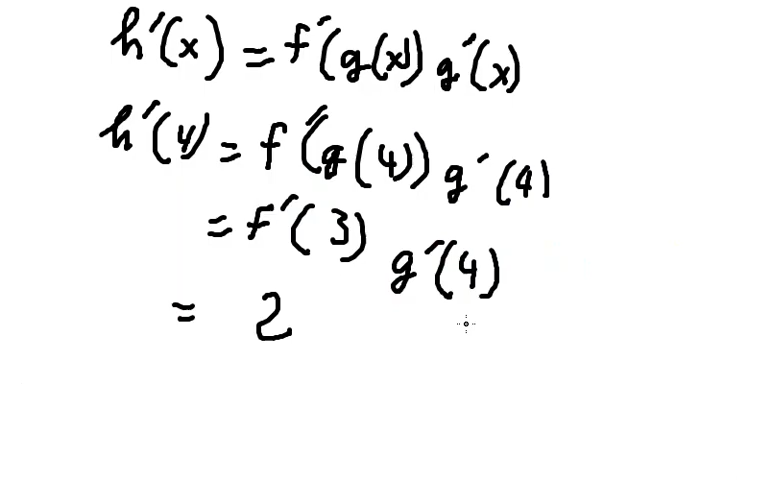 h'(x) = f'(g(x)) g'(x)
h'(4) = f'(g(4)) g'(4)
= f'(3) g'(4)
= 2